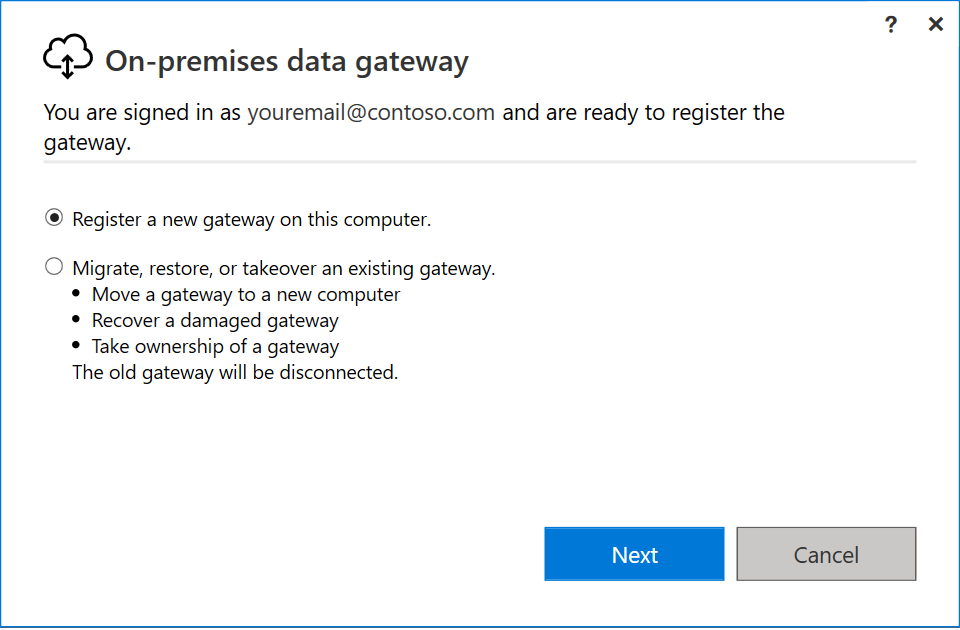 ? ×
On-premises data gateway
You are signed in as youremail@contoso.com and are ready to register the
gateway.
Register a new gateway on this computer.
Migrate, restore, or takeover an existing gateway.
• Move a gateway to a new computer
• Recover a damaged gateway
• Take ownership of a gateway
The old gateway will be disconnected.
Next Cancel